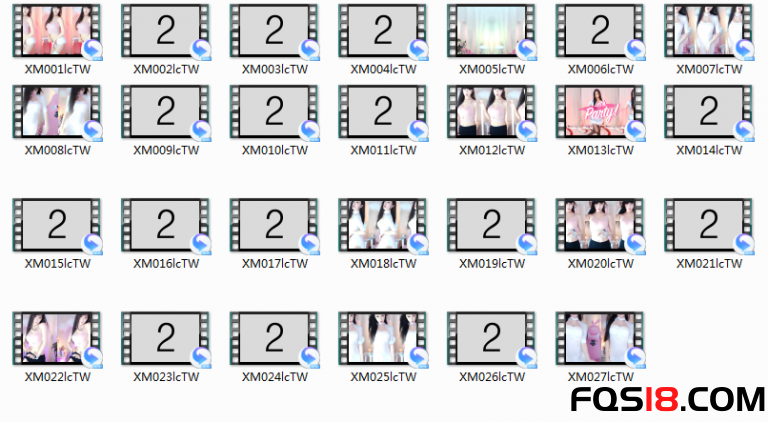 2 2 2 2
XM001lcTW XM002lcTW XM003lcTW XM004lcTW XM005lcTW XM006lcTW XM007lcTW
2 2 2 Party! 2
XM008lcTW XM009lcTW XM010lcTW XM011lcTW XM012lcTW XM013lcTW XM014lcTW
2 2 2 2 2
XM015lcTW XM016lcTW XM017lcTW XM018lcTW XM019lcTW XM020lcTW XM021lcTW
2 2 2
XM022lcTW XM023lcTW XM024lcTW XM025lcTW XM026lcTW XM027lcTW
FQSI8.COM